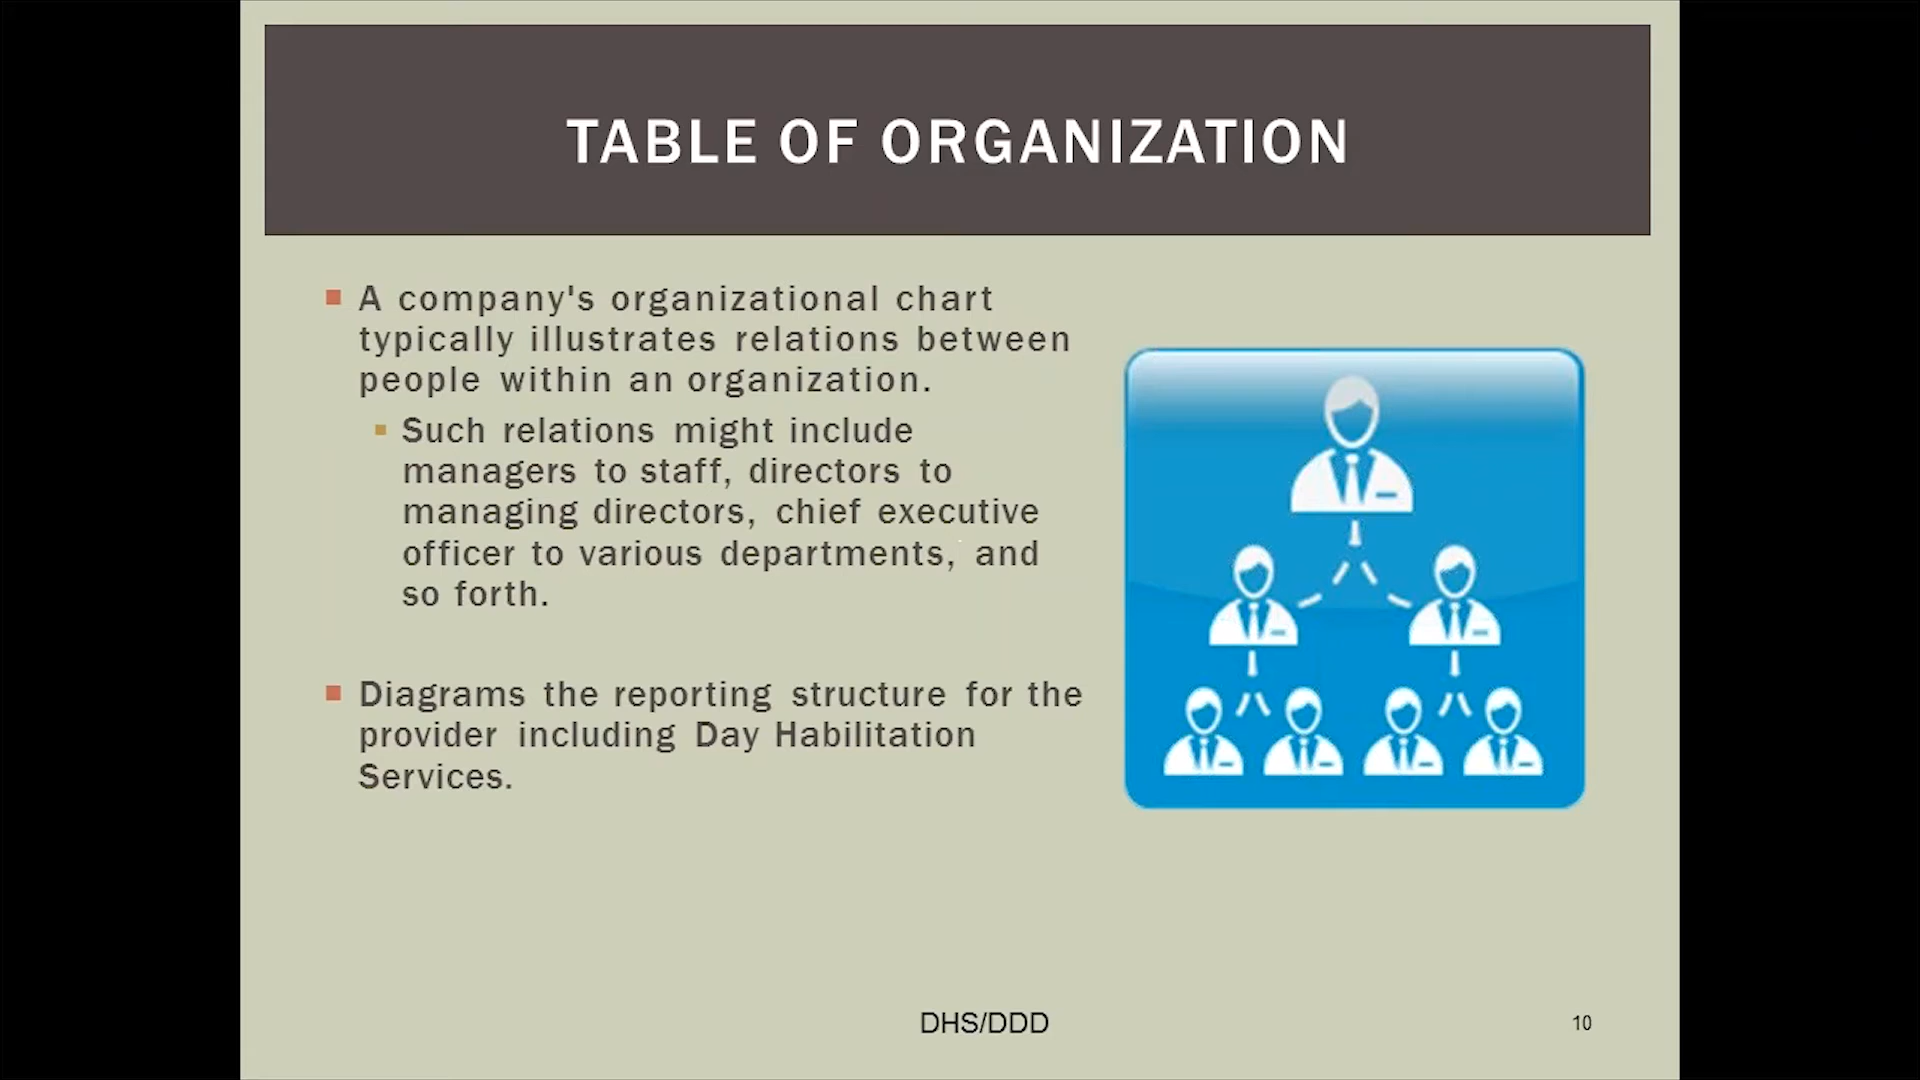 TABLE OF ORGANIZATION
A company's organizational chart
typically illustrates relations between
people within an organization.
Such relations might include
managers to staff, directors to
managing directors, chief executive
officer to various departments, and
so forth.
Diagrams the reporting structure for the
provider including Day Habilitation
Services.
DHS/DDD
10